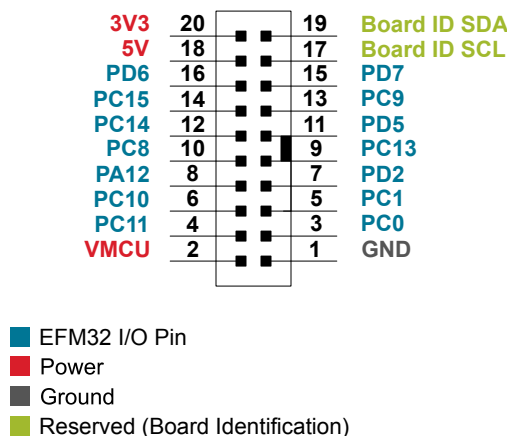 3V3 20 19 Board ID SDA
5V 18 17 Board ID SCL
PD6 16 15 PD7
PC15 14 13 PC9
PC14 12 11 PD5
PC8 10 9 PC13
PA12 8 7 PD2
PC10 6 5 PC1
PC11 4 3 PC0
VMCU 2 1 GND
EFM32 I/O Pin
Power
Ground
Reserved (Board Identification)